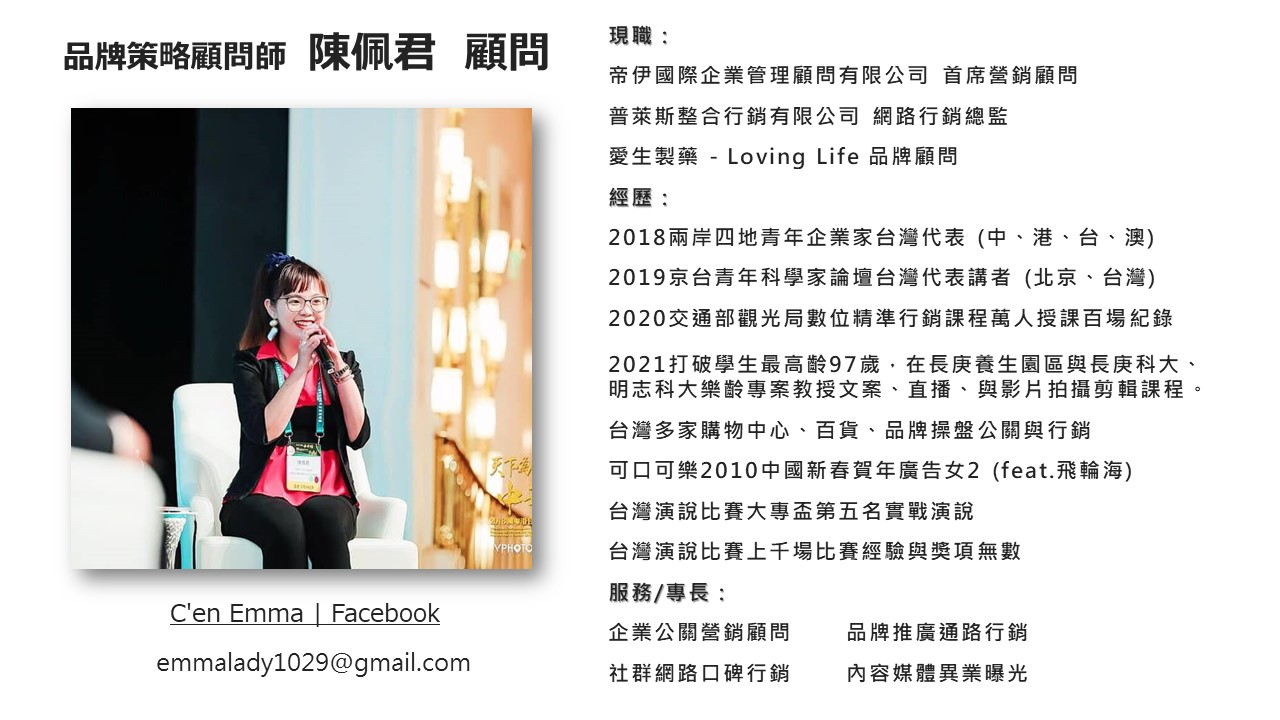 品牌策略顧問師 陳佩君 顧問
C'en Emma | Facebook
emmalady1029@gmail.com
現職：
帝伊國際企業管理顧問有限公司 首席營銷顧問
普萊斯整合行銷有限公司 網路行銷總監
愛生製藥 - Loving Life 品牌顧問
經歷：
2018兩岸四地青年企業家台灣代表 (中、港、台、澳)
2019京台青年科學家論壇台灣代表講者 (北京、台灣)
2020交通部觀光局數位精準行銷課程萬人授課百場紀錄
2021打破學生最高齡97歲，在長庚養生園區與長庚科大、
明志科大樂齡專案教授文案、直播、與影片拍攝剪輯課程。
台灣多家購物中心、百貨、品牌操盤公關與行銷
可口可樂2010中國新春賀年廣告女2 (feat.飛輪海)
台灣演說比賽大專盃第五名實戰演說
台灣演說比賽上千場比賽經驗與獎項無數
服務/專長：
企業公關營銷顧問 品牌推廣通路行銷
社群網路口碑行銷 內容媒體異業曝光